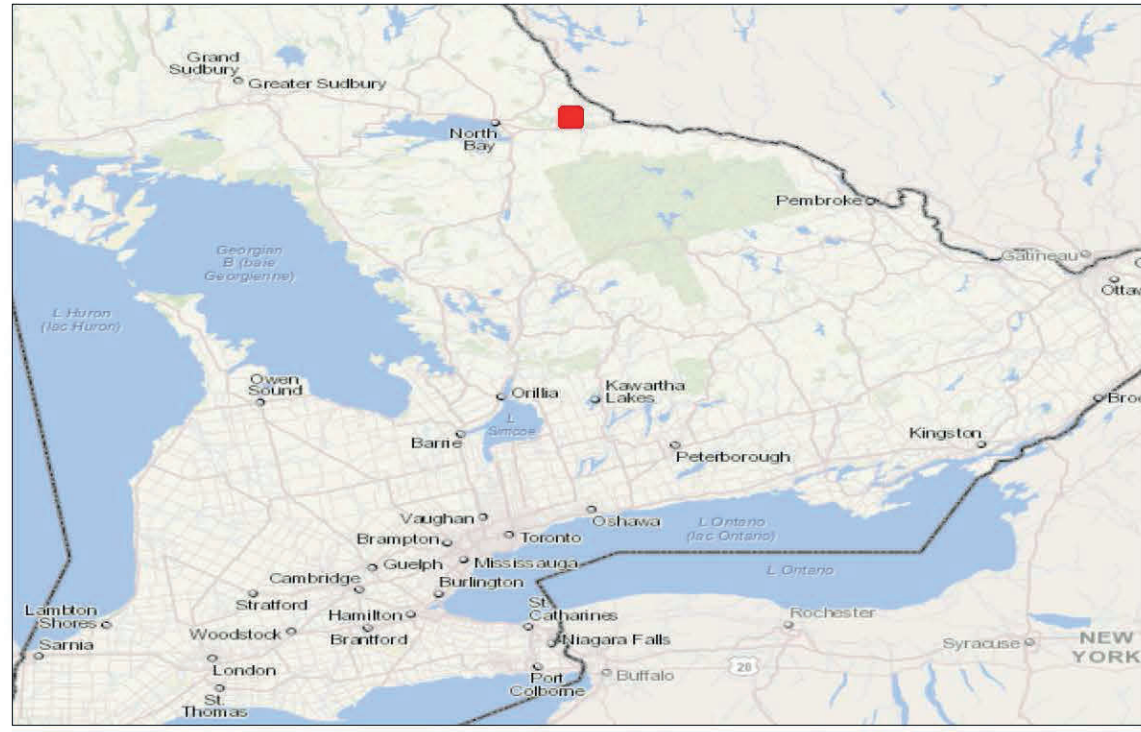 Grand
Sudbury
Greater Sudbury
North
Bay
Pembroke
Georgian
B (baie
Georgienne)
Gatineau
Ottaw
L Huron
(lac Huron)
Owen
Sound
Orillia
Kawartha
Lakes
Broc
L
Simcoe
Barrie
Kingston
Peterborough
Vaughan
Oshawa
L Ontario
(lac Ontario)
Brampton
Toronto
Guelph
Mississauga
L Ontario
Cambridge
Burlington
Stratford
Lambton
Shores
Hamilton
St.
Catharines
Rochester
Woodstock
Brantford
Niagara Falls
Syracuse
NEW
YORK
Sarnia
London
20
Port
Colborne
Buffalo
St.
Thomas